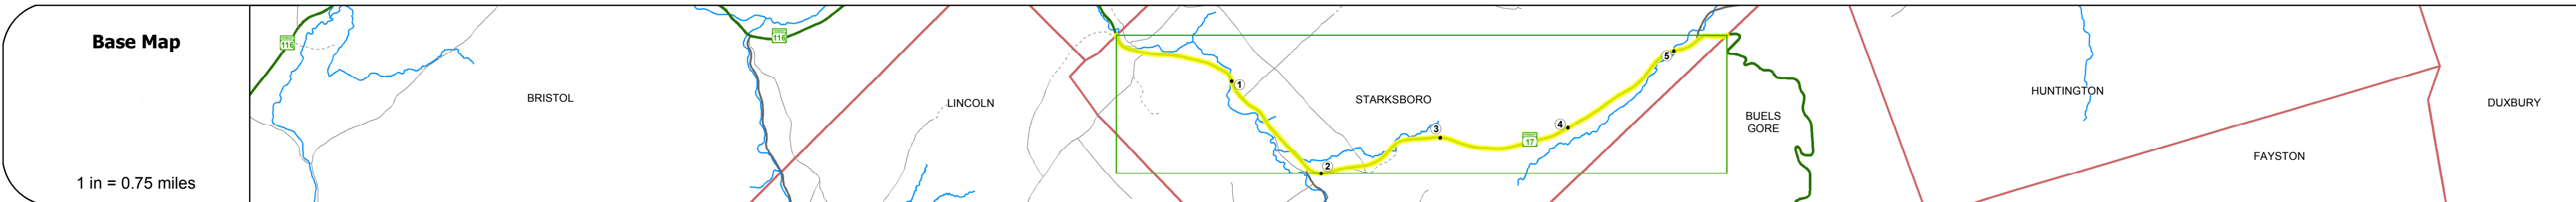 Base Map
1 in = 0.75 miles
116
BRISTOL
116
LINCOLN
1
2
STARKSBORO
3
17
4
5
BUELS
GORE
HUNTINGTON
FAYSTON
DUXBURY